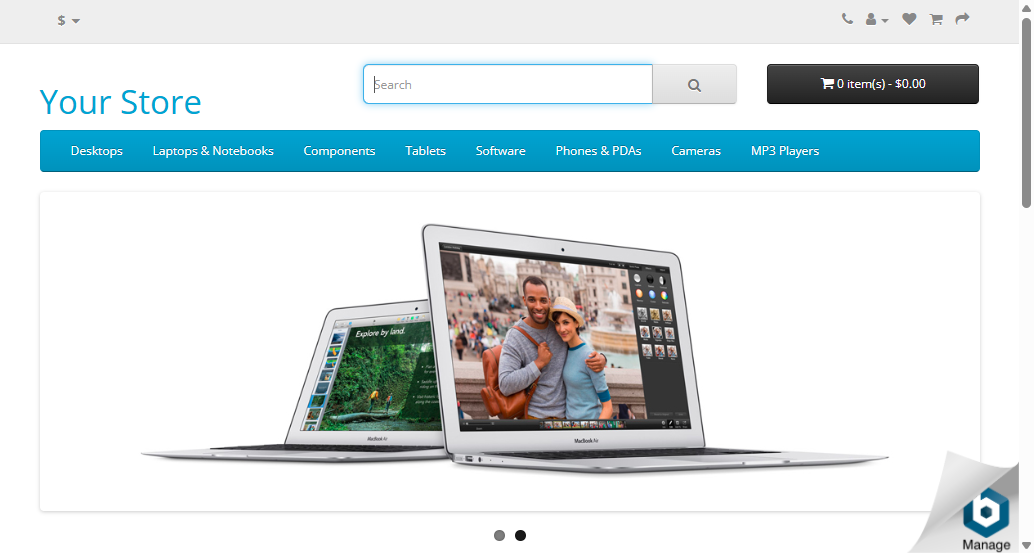 $
Search
0 item(s) - $0.00
Your Store
Desktops
Laptops & Notebooks
Components
Tablets
Software
Phones & PDAs
Cameras
MP3 Players
Explore by land.
MacBook Air
MacBook Air
Manage